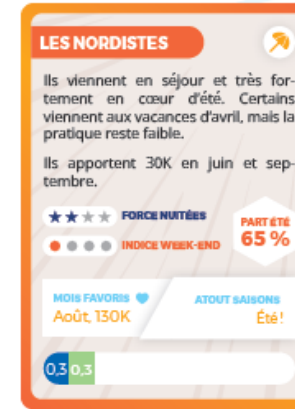 LES NORDISTES
Ils viennent en séjour et très for-
tement en cœur d'été. Certains
viennent aux vacances d'avril, mais la
pratique reste faible.
Ils apportent 30K en juin et sep-
tembre.
FORCE NUITÉES
INDICE WEEK-END
PART ÉTÉ
65 %
MOIS FAVORIS
Août, 130K
ATOUT SAISONS
Été !
0,3 0,3